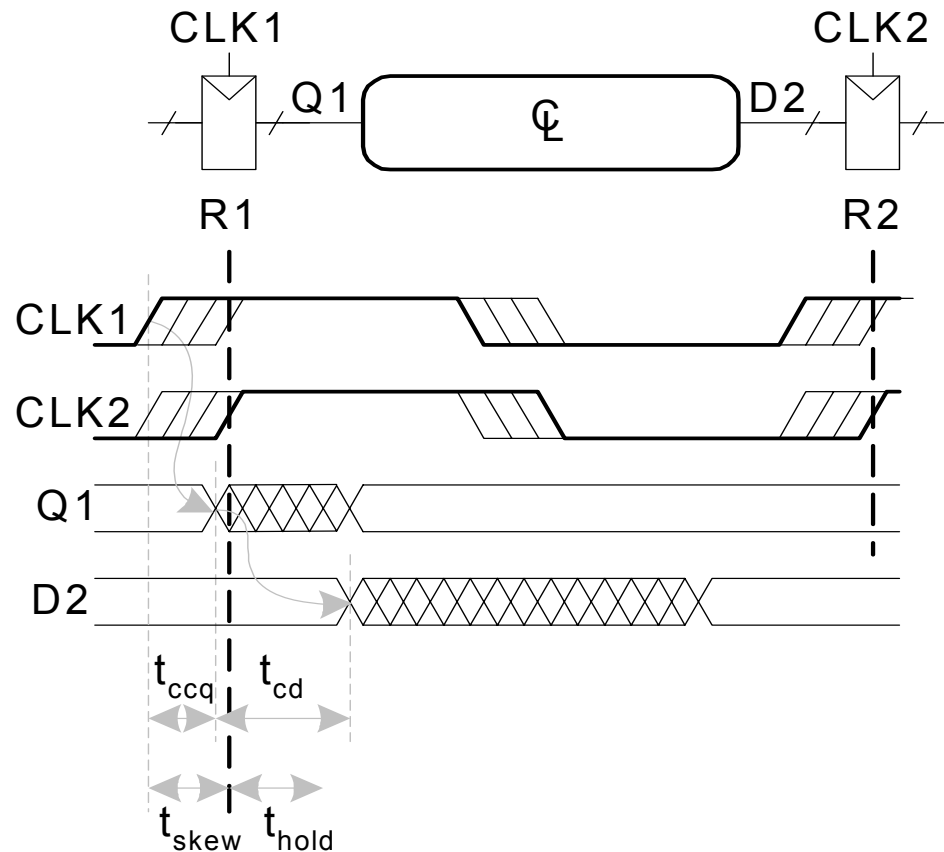 CLK1 CLK2
Q1 CL D2
R1 R2
CLK1
CLK2
Q1
D2
tccq tcd
tskew thold